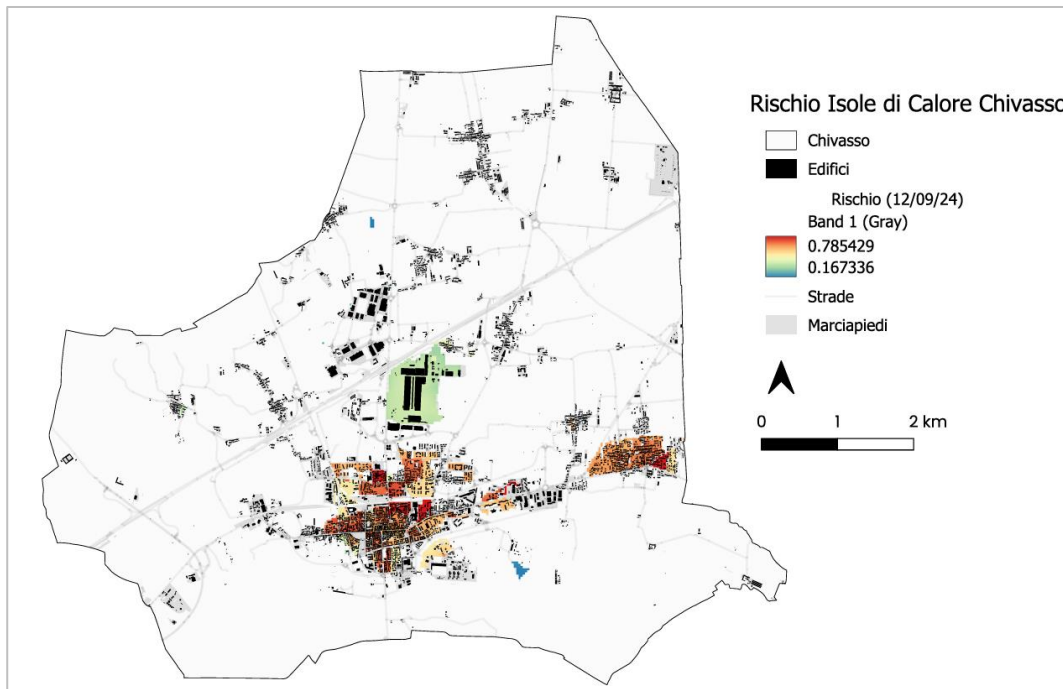 Rischio Isole di Calore Chivasso
Chivasso
Edifici
Rischio (12/09/24)
Band 1 (Gray)
0.785429
0.167336
Strade
Marciapiedi
0 1 2 km